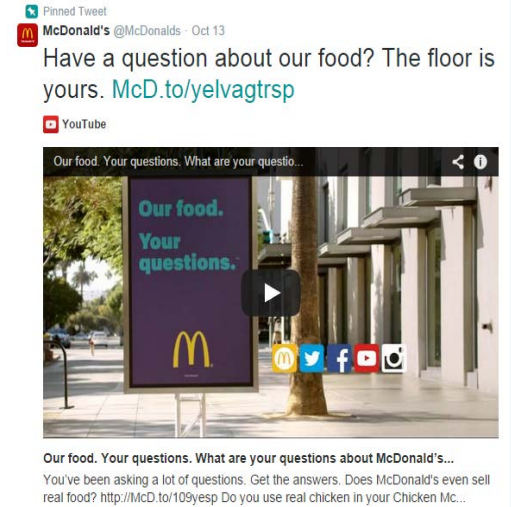 Pinned Tweet
McDonald's @McDonalds · Oct 13
Have a question about our food? The floor is
yours. McD.to/yelvagtrsp
YouTube
Our food. Your questions. What are your questio...
Our food.
Your
questions.
Our food. Your questions. What are your questions about McDonald's...
You've been asking a lot of questions. Get the answers. Does McDonald's even sell
real food? http://McD.to/109yesp Do you use real chicken in your Chicken Mc...